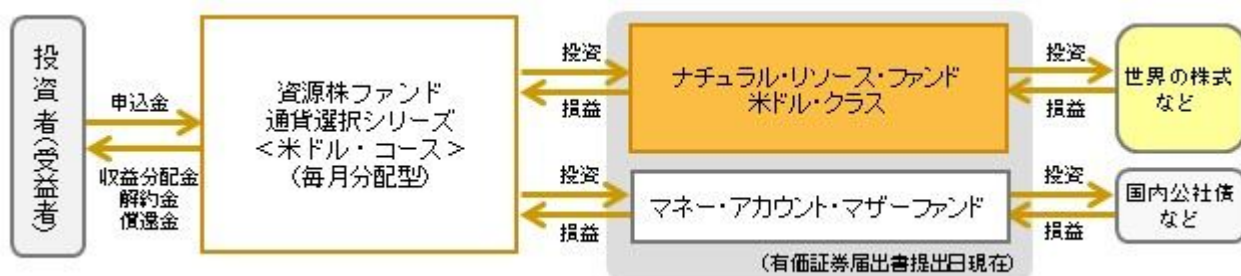 投資者(受益者)
申込金
収益分配金
解約金
償還金
資源株ファンド
通貨選択シリーズ
<米ドル・コース>
(毎月分配型)
投資
損益
投資
損益
ナチュラル・リソース・ファンド
米ドル・クラス
マネー・アカウント・マザーファンド
(有価証券届出書提出日現在)
投資
損益
投資
損益
世界の株式
など
国内公社債
など